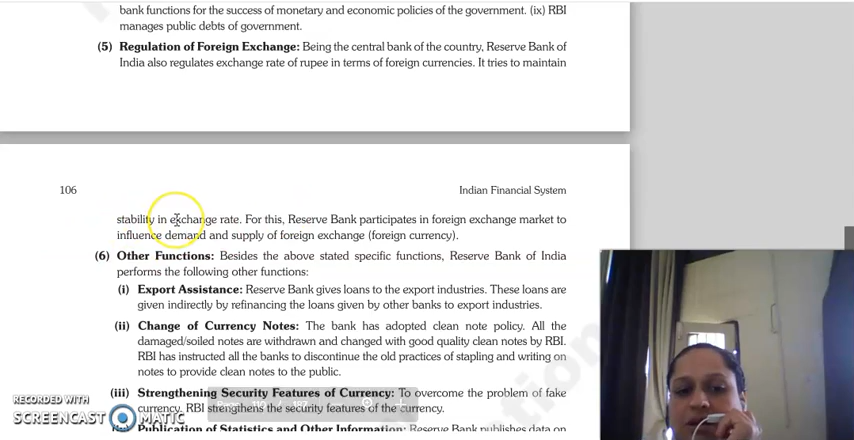 bank functions for the success of monetary and economic policies of the government. (ix) RBI
manages public debts of government.
(5) Regulation of Foreign Exchange: Being the central bank of the country, Reserve Bank of
India also regulates exchange rate of rupee in terms of foreign currencies. It tries to maintain
106
Indian Financial System
stability in exchange rate. For this, Reserve Bank participates in foreign exchange market to
influence demand and supply of foreign exchange (foreign currency).
(6) Other Functions: Besides the above stated specific functions, Reserve Bank of India
performs the following other functions:
(i) Export Assistance: Reserve Bank gives loans to the export industries. These loans are
given indirectly by refinancing the loans given by other banks to export industries.
(ii) Change of Currency Notes: The bank has adopted clean note policy. All the
damaged/soiled notes are withdrawn and changed with good quality clean notes by RBI.
RBI has instructed all the banks to discontinue the old practices of stapling and writing on
notes to provide clean notes to the public.
(iii) Strengthening Security Features of Currency: To overcome the problem of fake
currency. RBI strengthens the security features of the currency.
Publication of Statistics and Other Information: Reserve Bank publishes data on
RECORDED WITH
SCREENCAST MATIC